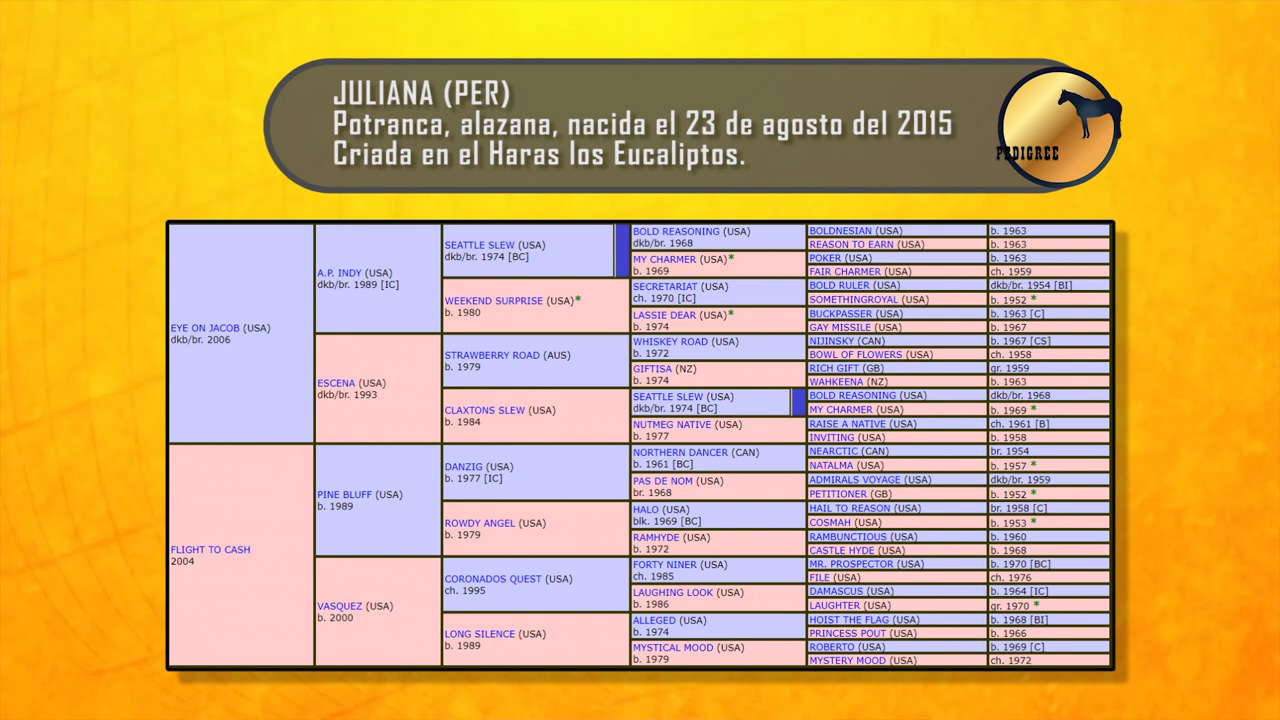 JULIANA (PER)
Potranca, alazana, nacida el 23 de agosto del 2015
Criada en el Haras los Eucaliptos.
PEDIGREE
EYE ON JACOB (USA)
dkb/br. 2006
FLIGHT TO CASH
2004
A.P. INDY (USA)
dkb/br. 1989 [IC]
ESCENA (USA)
dkb/br. 1993
PINE BLUFF (USA)
b. 1989
VASQUEZ (USA)
b. 2000
SEATTLE SLEW (USA)
dkb/br. 1974 [BC]
WEEKEND SURPRISE (USA)*
b. 1980
STRAWBERRY ROAD (AUS)
b. 1979
CLAXTONS SLEW (USA)
b. 1984
DANZIG (USA)
b. 1977 [IC]
ROWDY ANGEL (USA)
b. 1979
CORONADOS QUEST (USA)
ch. 1995
LONG SILENCE (USA)
b. 1989
BOLD REASONING (USA)
dkb/br. 1968
MY CHARMER (USA)*
b. 1969
SECRETARIAT (USA)
ch. 1970 [IC]
LASSIE DEAR (USA)*
b. 1974
WHISKEY ROAD (USA)
b. 1972
GIFTISA (NZ)
b. 1974
SEATTLE SLEW (USA)
dkb/br. 1974 [BC]
NUTMEG NATIVE (USA)
b. 1977
NORTHERN DANCER (CAN)
b. 1961 [BC]
PAS DE NOM (USA)
br. 1968
HALO (USA)
blk. 1969 [BC]
RAMHYDE (USA)
b. 1972
FORTY NINER (USA)
ch. 1985
LAUGHING LOOK (USA)
b. 1986
ALLEGED (USA)
b. 1974
MYSTICAL MOOD (USA)
b. 1979
BOLDNESIAN (USA) b. 1963
REASON TO EARN (USA) b. 1963
POKER (USA) b. 1963
FAIR CHARMER (USA) ch. 1959
BOLD RULER (USA) dkb/br. 1954 [BI]
SOMETHINGROYAL (USA) b. 1952 *
BUCKPASSER (USA) b. 1963 [C]
GAY MISSILE (USA) b. 1967
NIJINSKY (CAN) b. 1967 [CS]
BOWL OF FLOWERS (USA) ch. 1958
RICH GIFT (GB) gr. 1959
WAHKEENA (NZ) b. 1963
BOLD REASONING (USA) dkb/br. 1968
MY CHARMER (USA) b. 1969 *
RAISE A NATIVE (USA) ch. 1961 [B]
INVITING (USA) b. 1958
NEARCTIC (CAN) br. 1954
NATALMA (USA) b. 1957 *
ADMIRALS VOYAGE (USA) dkb/br. 1959
PETITIONER (GB) b. 1952 *
HAIL TO REASON (USA) br. 1958 [C]
COSMAH (USA) b. 1953 *
RAMBUNCTIOUS (USA) b. 1960
CASTLE HYDE (USA) b. 1968
MR. PROSPECTOR (USA) b. 1970 [BC]
FILE (USA) ch. 1976
DAMASCUS (USA) b. 1964 [IC]
LAUGHTER (USA) gr. 1970 *
HOIST THE FLAG (USA) b. 1968 [BI]
PRINCESS POUT (USA) b. 1966
ROBERTO (USA) b. 1969 [C]
MYSTERY MOOD (USA) ch. 1972